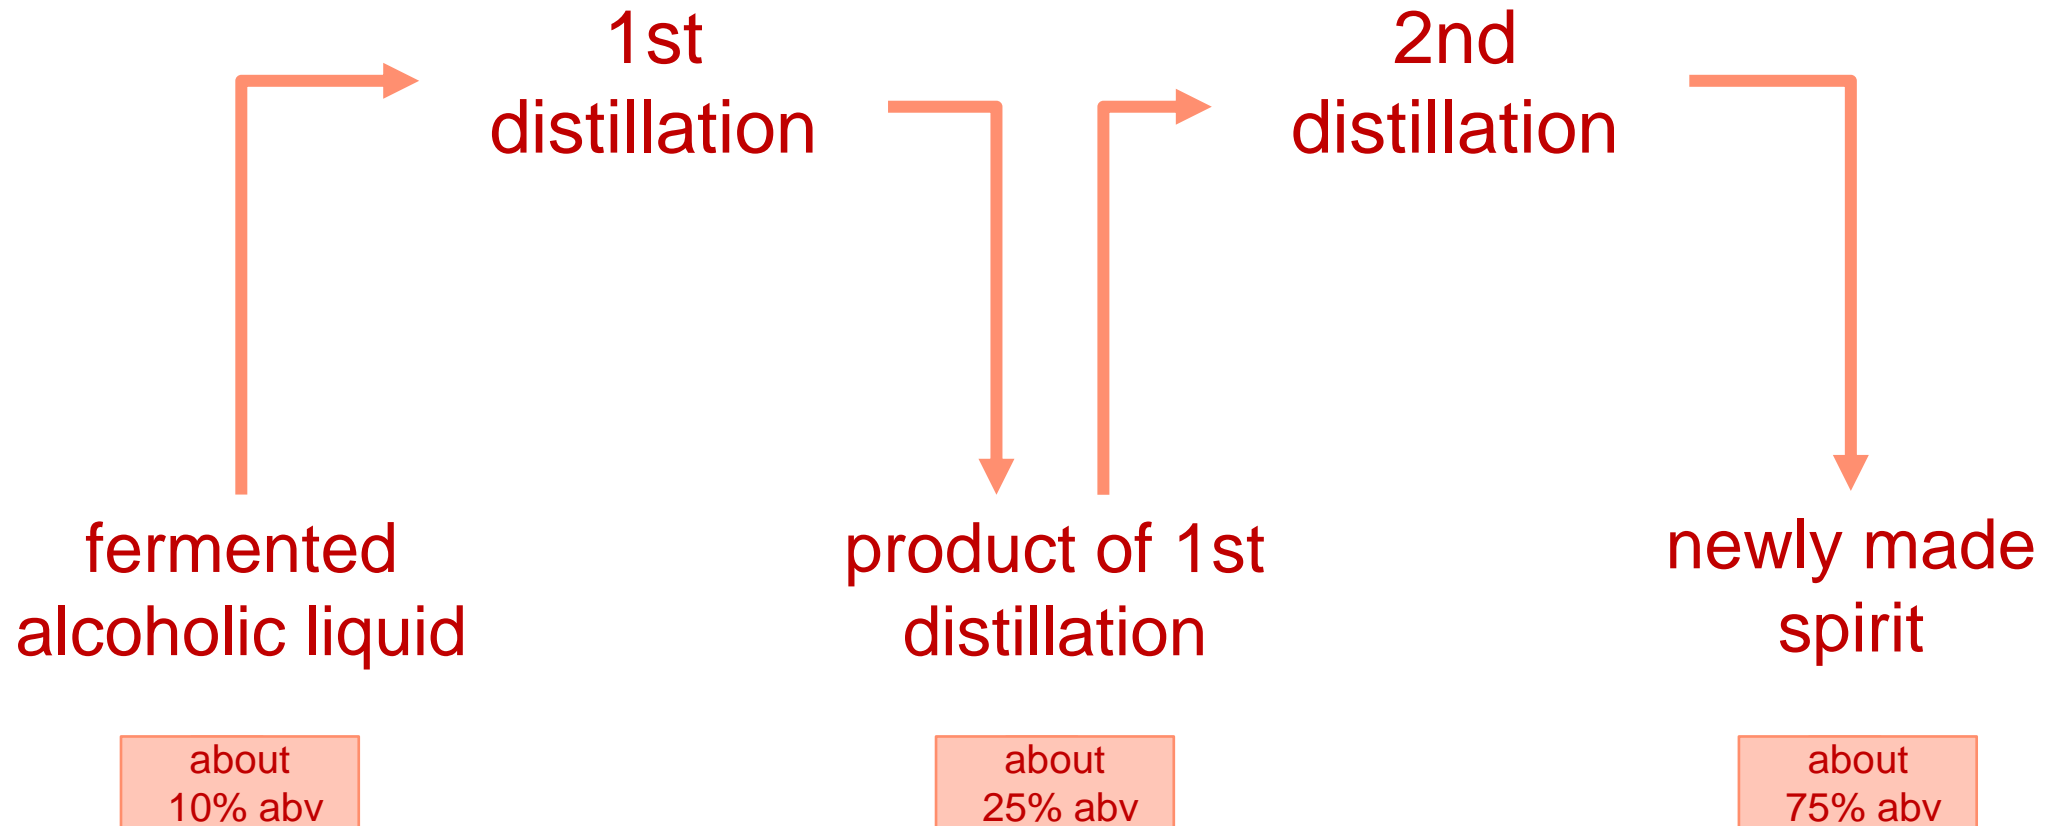 1st
distillation
2nd
distillation
fermented
alcoholic liquid
product of 1st
distillation
newly made
spirit
about
10% abv
about
25% abv
about
75% abv